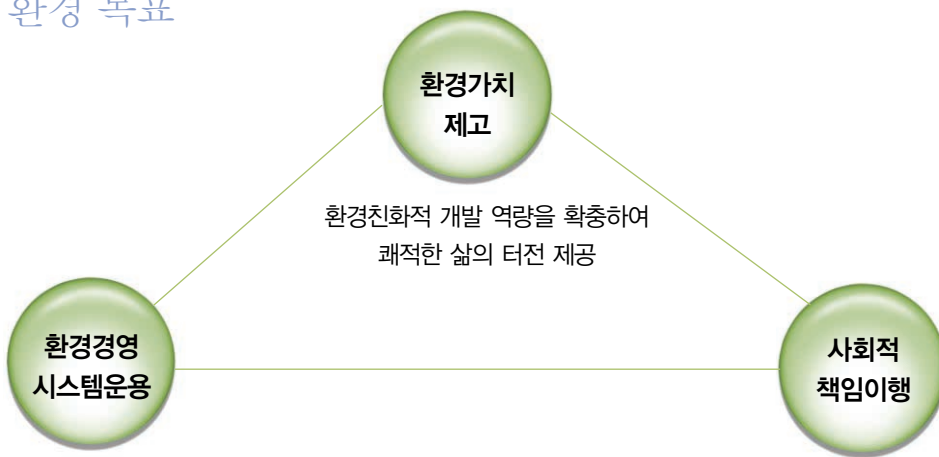 환경 목표
환경가치
제고
환경친화적 개발 역량을 확충하여
쾌적한 삶의 터전 제공
환경경영
시스템운용
사회적
책임이행